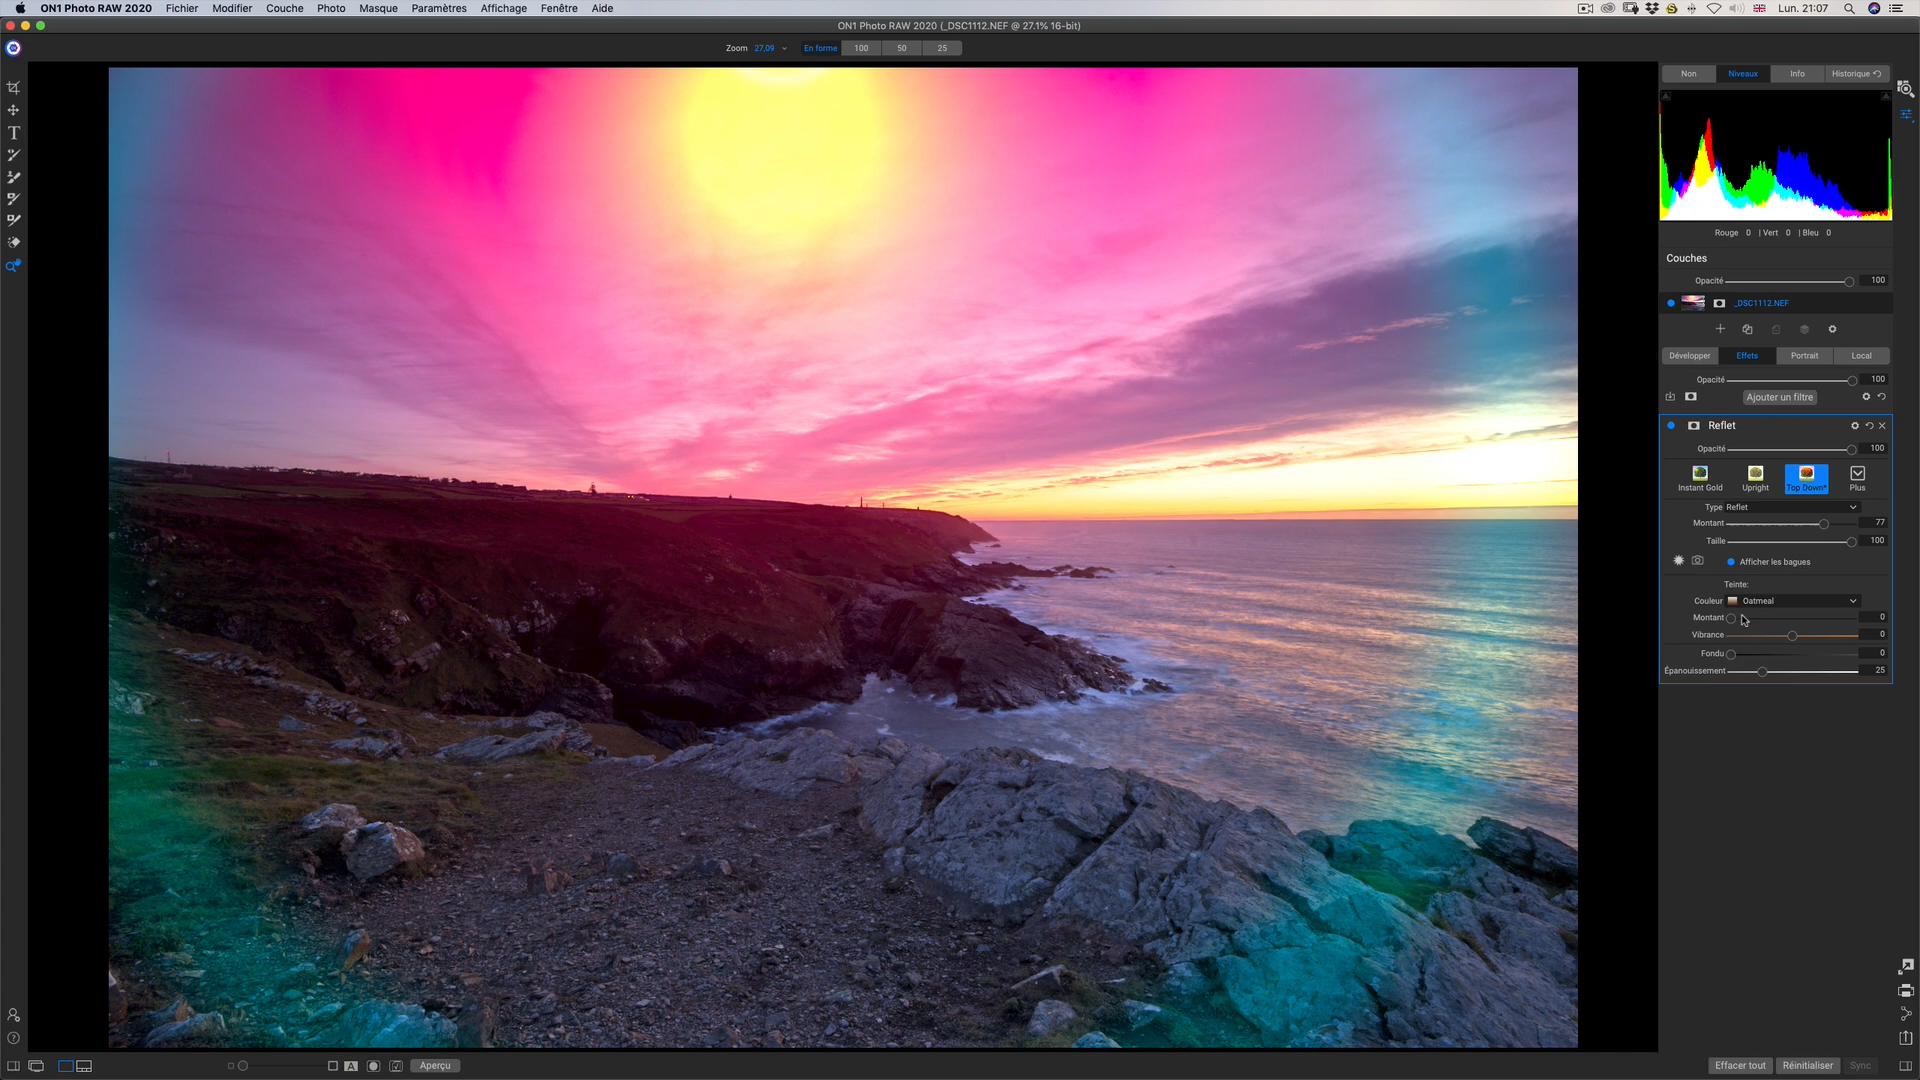 ON1 Photo RAW 2020 Fichier Modifier Couche Photo Masque Paramètres Affichage Fenêtre Aide Lun. 21:07
ON1 Photo RAW 2020 (_DSC1112.NEF @ 27.1% 16-bit)
Zoom 27,09 En forme 100 50 25
Non Niveaux Info Historique
Rouge 0 | Vert 0 | Bleu 0
Couches
Opacité 100
_DSC1112.NEF
Développer Effets Portrait Local
Opacité 100
Ajouter un filtre
Reflet
Opacité 100
Instant Gold Upright Top Down* Plus
Type Reflet
Montant 77
Taille 100
Afficher les bagues
Teinte:
Couleur Oatmeal
Montant 0
Vibrance 0
Fondu 0
Épanouissement 25
A Aperçu Effacer tout Réinitialiser Sync